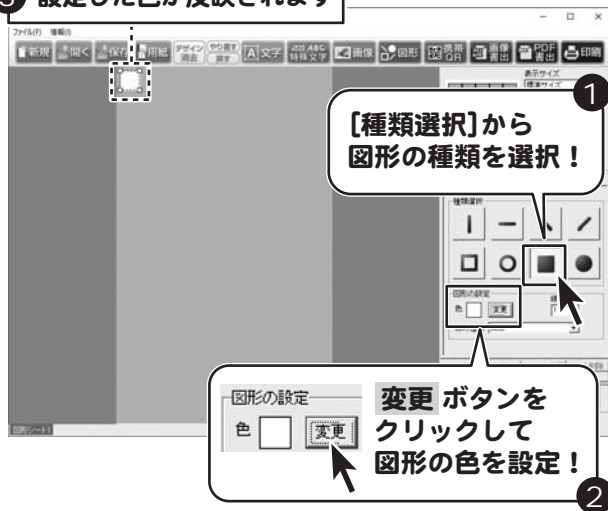 設定した色が反映されます
ファイル(F) 情報(I)
新規 開く 保存 用紙 デザイン消去 やり直す 戻す A 文字 ABC 特殊文字 画像 図形 携帯QR 画像書出 PDF書出 印刷
表示サイズ
標準サイズ
1
[種類選択]から
図形の種類を選択！
種類選択
図形の設定
色 変更
図形の設定
色 変更
変更 ボタンを
クリックして
図形の色を設定！
2